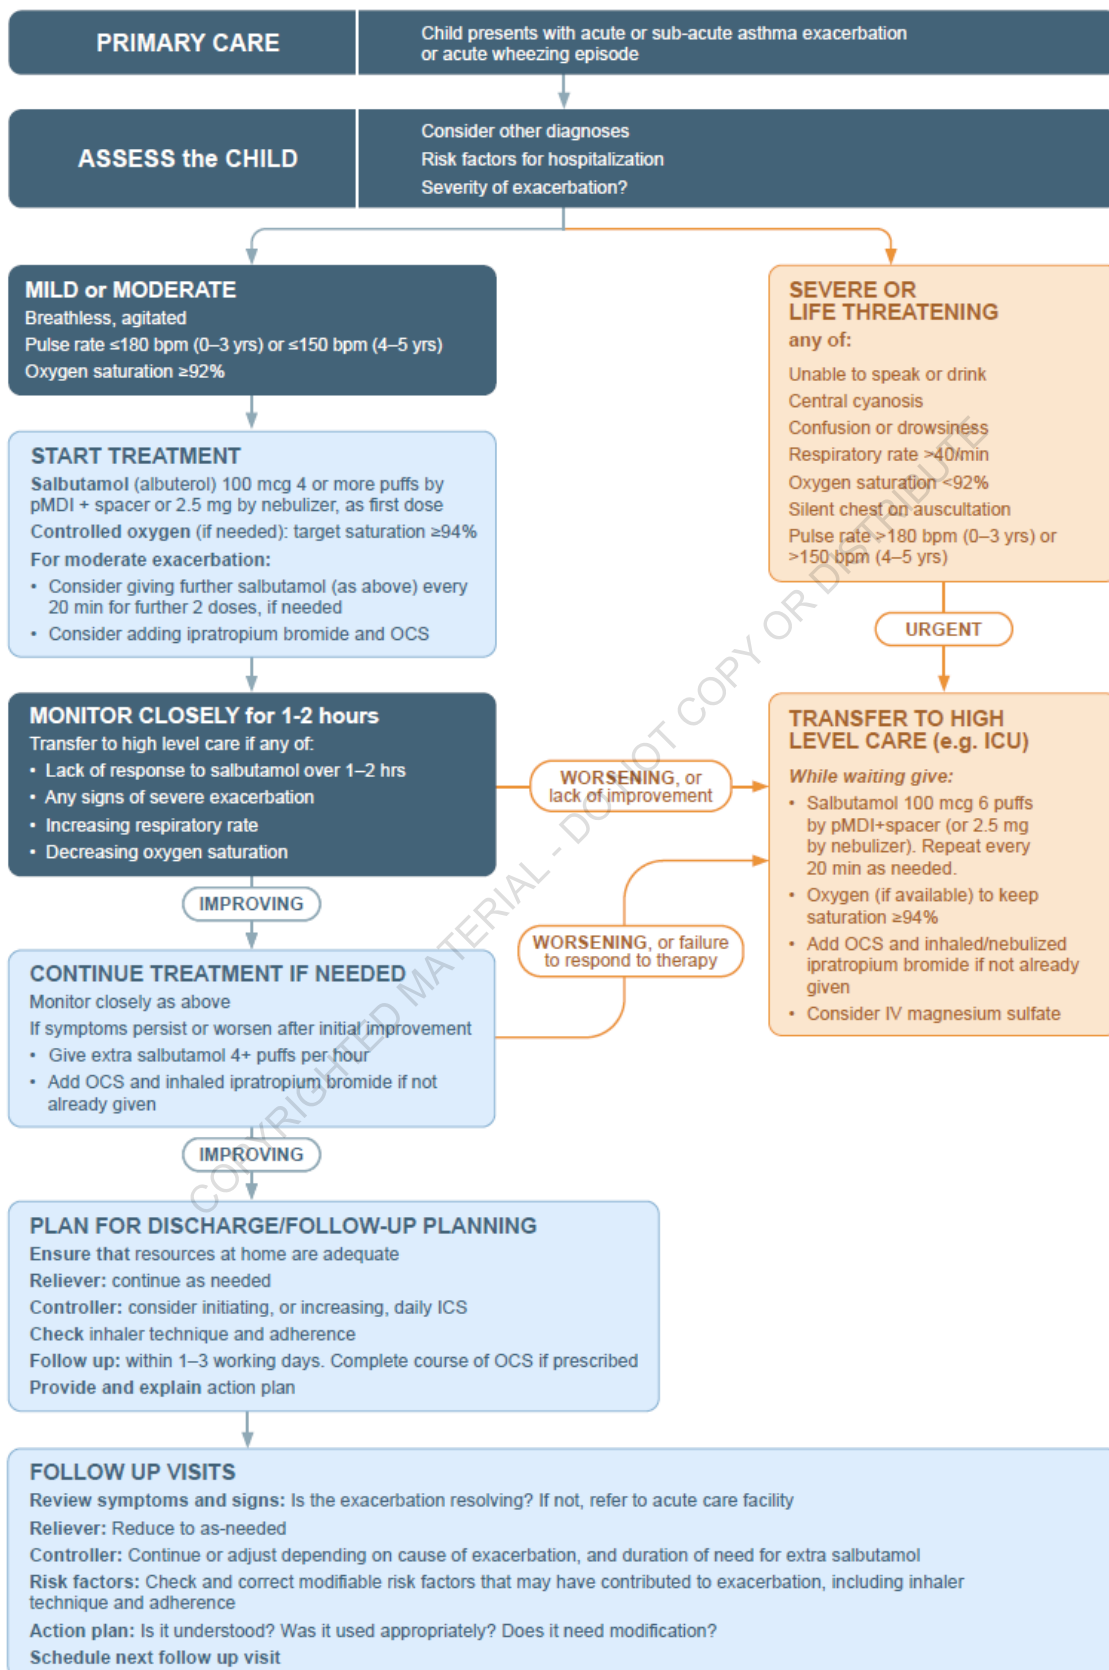 PRIMARY CARE
Child presents with acute or sub-acute asthma exacerbation
or acute wheezing episode
ASSESS the CHILD
Consider other diagnoses
Risk factors for hospitalization
Severity of exacerbation?
MILD or MODERATE
Breathless, agitated
Pulse rate ≤180 bpm (0–3 yrs) or ≤150 bpm (4–5 yrs)
Oxygen saturation ≥92%
SEVERE OR
LIFE THREATENING
any of:
Unable to speak or drink
Central cyanosis
Confusion or drowsiness
Respiratory rate >40/min
Oxygen saturation <92%
Silent chest on auscultation
Pulse rate >180 bpm (0–3 yrs) or
>150 bpm (4–5 yrs)
START TREATMENT
Salbutamol (albuterol) 100 mcg 4 or more puffs by
pMDI + spacer or 2.5 mg by nebulizer, as first dose
Controlled oxygen (if needed): target saturation ≥94%
For moderate exacerbation:
• Consider giving further salbutamol (as above) every
20 min for further 2 doses, if needed
• Consider adding ipratropium bromide and OCS
URGENT
MONITOR CLOSELY for 1-2 hours
Transfer to high level care if any of:
• Lack of response to salbutamol over 1–2 hrs
• Any signs of severe exacerbation
• Increasing respiratory rate
• Decreasing oxygen saturation
WORSENING, or
lack of improvement
TRANSFER TO HIGH
LEVEL CARE (e.g. ICU)
While waiting give:
• Salbutamol 100 mcg 6 puffs
by pMDI+spacer (or 2.5 mg
by nebulizer). Repeat every
20 min as needed.
• Oxygen (if available) to keep
saturation ≥94%
• Add OCS and inhaled/nebulized
ipratropium bromide if not already
given
• Consider IV magnesium sulfate
IMPROVING
WORSENING, or failure
to respond to therapy
CONTINUE TREATMENT IF NEEDED
Monitor closely as above
If symptoms persist or worsen after initial improvement
• Give extra salbutamol 4+ puffs per hour
• Add OCS and inhaled ipratropium bromide if not
already given
IMPROVING
PLAN FOR DISCHARGE/FOLLOW-UP PLANNING
Ensure that resources at home are adequate
Reliever: continue as needed
Controller: consider initiating, or increasing, daily ICS
Check inhaler technique and adherence
Follow up: within 1–3 working days. Complete course of OCS if prescribed
Provide and explain action plan
FOLLOW UP VISITS
Review symptoms and signs: Is the exacerbation resolving? If not, refer to acute care facility
Reliever: Reduce to as-needed
Controller: Continue or adjust depending on cause of exacerbation, and duration of need for extra salbutamol
Risk factors: Check and correct modifiable risk factors that may have contributed to exacerbation, including inhaler
technique and adherence
Action plan: Is it understood? Was it used appropriately? Does it need modification?
Schedule next follow up visit
COPYRIGHTED MATERIAL - DO NOT COPY OR DISTRIBUTE